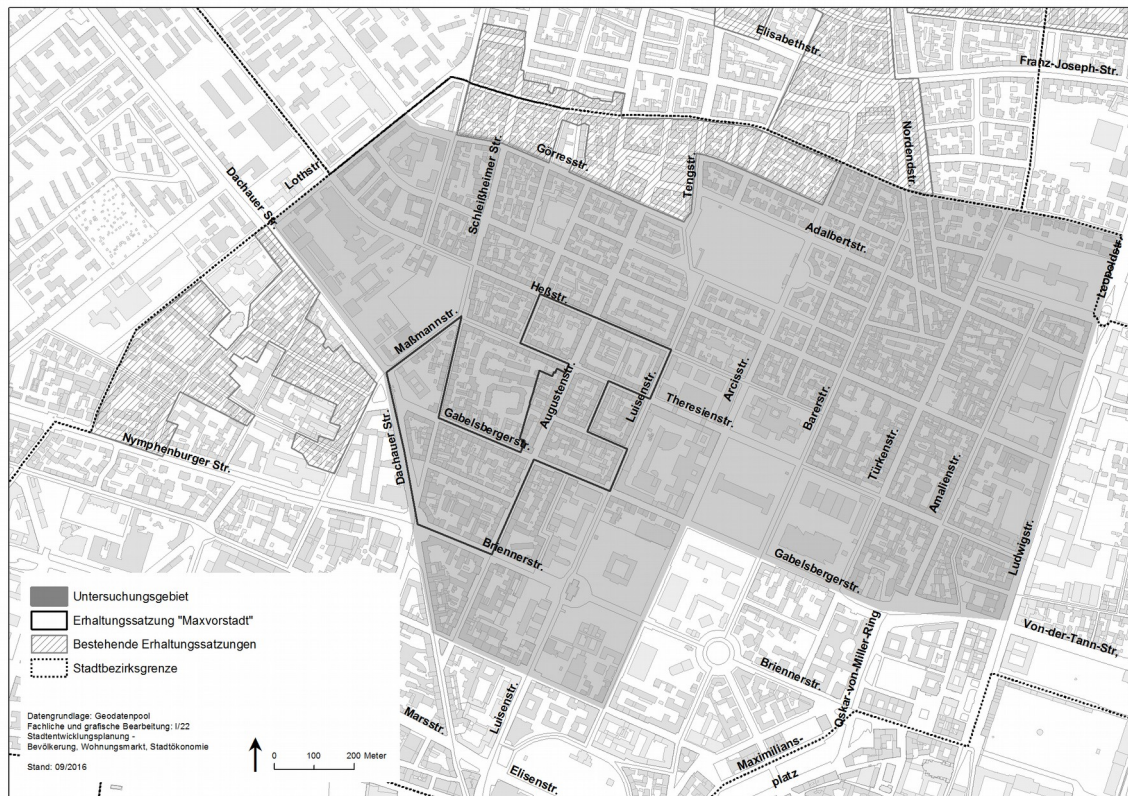 Elisabethstr.
Franz-Joseph-Str.
Nordendstr.
Lothstr.
Dachauer Str.
Schleißheimer Str.
Görresstr.
Tengstr.
Adalbertstr.
Leopoldstr.
Heßstr.
Maßmannstr.
Augustenstr.
Luisenstr.
Theresienstr.
Arcisstr.
Barerstr.
Türkenstr.
Amalienstr.
Ludwigstr.
Gabelsbergerstr.
Dachauer Str.
Nymphenburger Str.
Briennerstr.
Gabelsbergerstr.
Oskar-von-Miller-Ring
Von-der-Tann-Str,
Briennerstr.
Luisenstr.
Marsstr.
Elisenstr.
Maximilians-
platz
Untersuchungsgebiet
Erhaltungssatzung "Maxvorstadt"
Bestehende Erhaltungssatzungen
Stadtbezirksgrenze
Datengrundlage: Geodatenpool
Fachliche und grafische Bearbeitung: I/22
Stadtentwicklungsplanung -
Bevölkerung, Wohnungsmarkt, Stadtökonomie
Stand: 09/2016
0 100 200 Meter